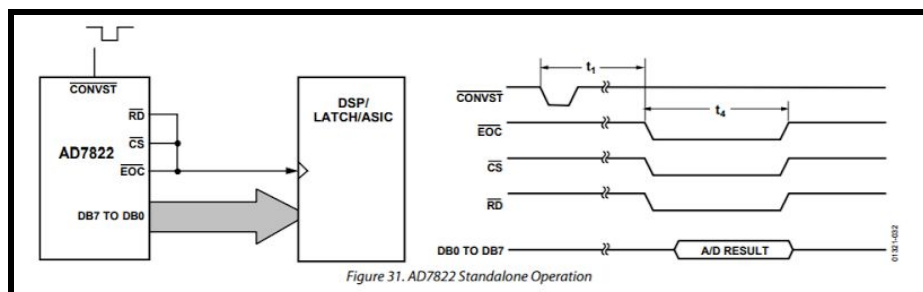 CONVST
RD
CS
EOC
AD7822
DB7 TO DB0
DSP/
LATCH/ASIC
t1
CONVST
t4
EOC
CS
RD
DB0 TO DB7
A/D RESULT
01321-032
Figure 31. AD7822 Standalone Operation